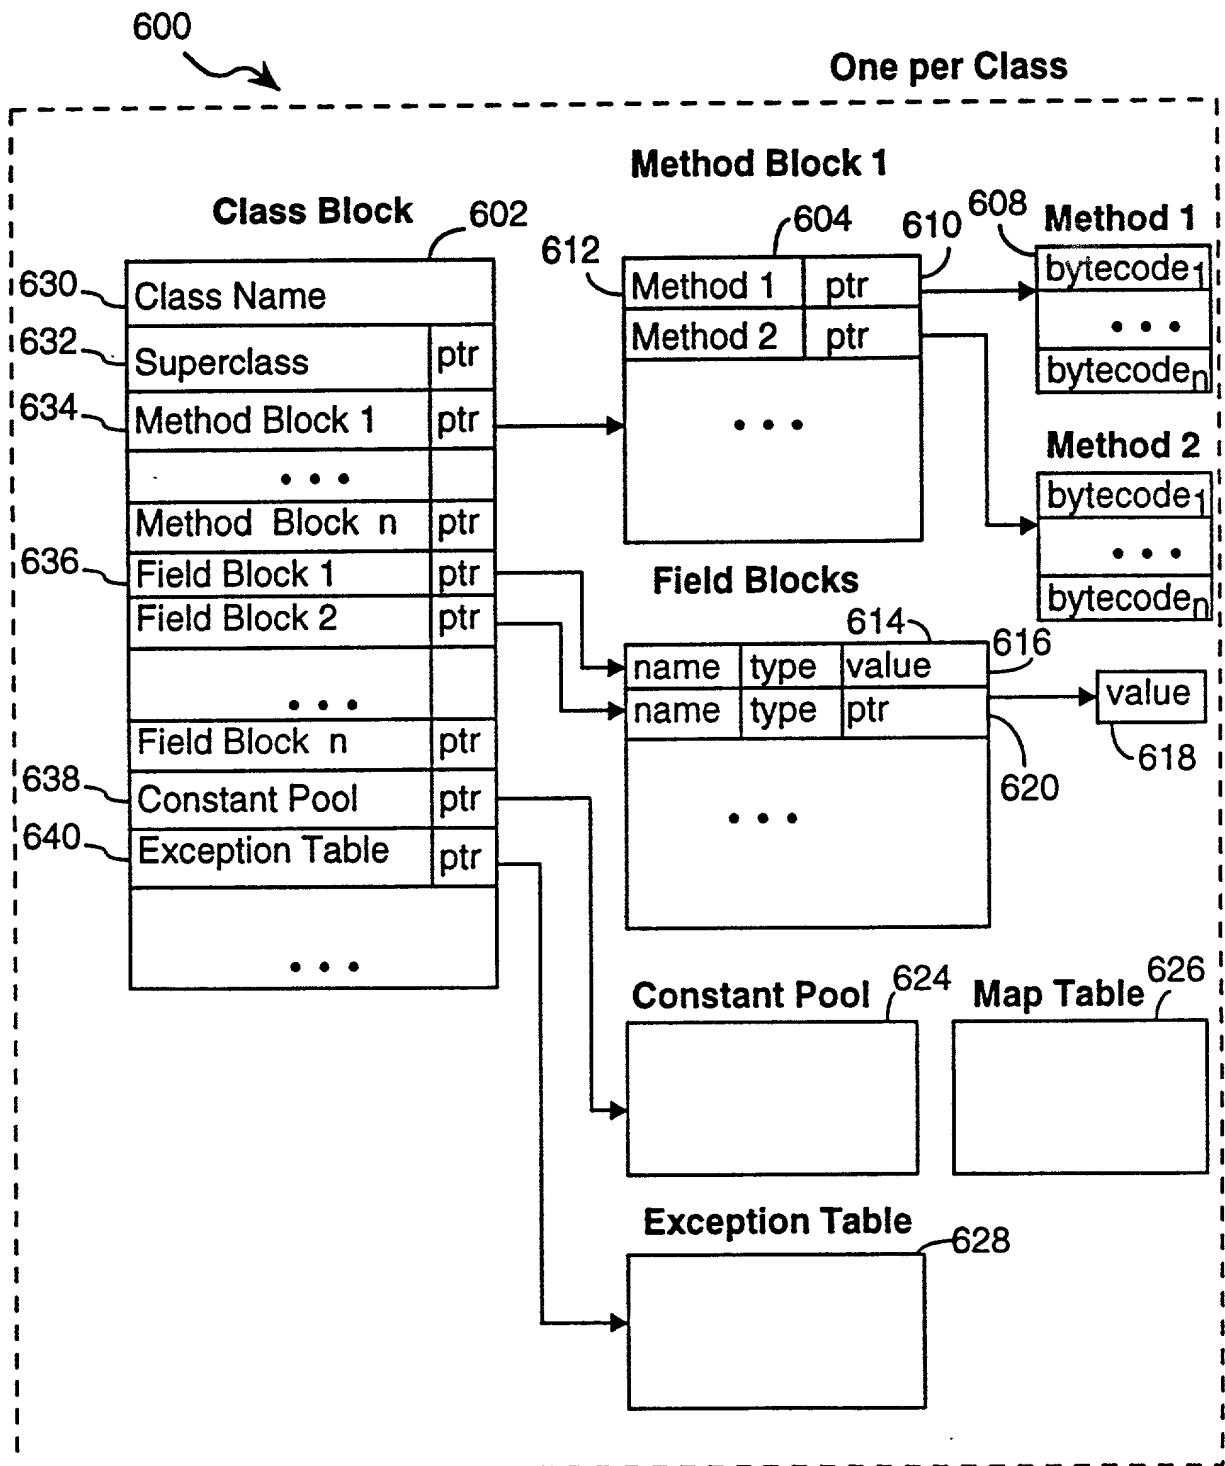 600
One per Class
Class Block
602
630
Class Name
632
Superclass ptr
634
Method Block 1 ptr
• • •
Method Block n ptr
636
Field Block 1 ptr
Field Block 2 ptr
• • •
Field Block n ptr
638
Constant Pool ptr
640
Exception Table ptr
• • •
Method Block 1
604
610
612
Method 1 ptr
Method 2 ptr
• • •
608
Method 1
bytecode1
• • •
bytecoden
Method 2
bytecode1
• • •
bytecoden
Field Blocks
614
616
name type value
name type ptr
620
• • •
value
618
Constant Pool
624
Map Table
626
Exception Table
628